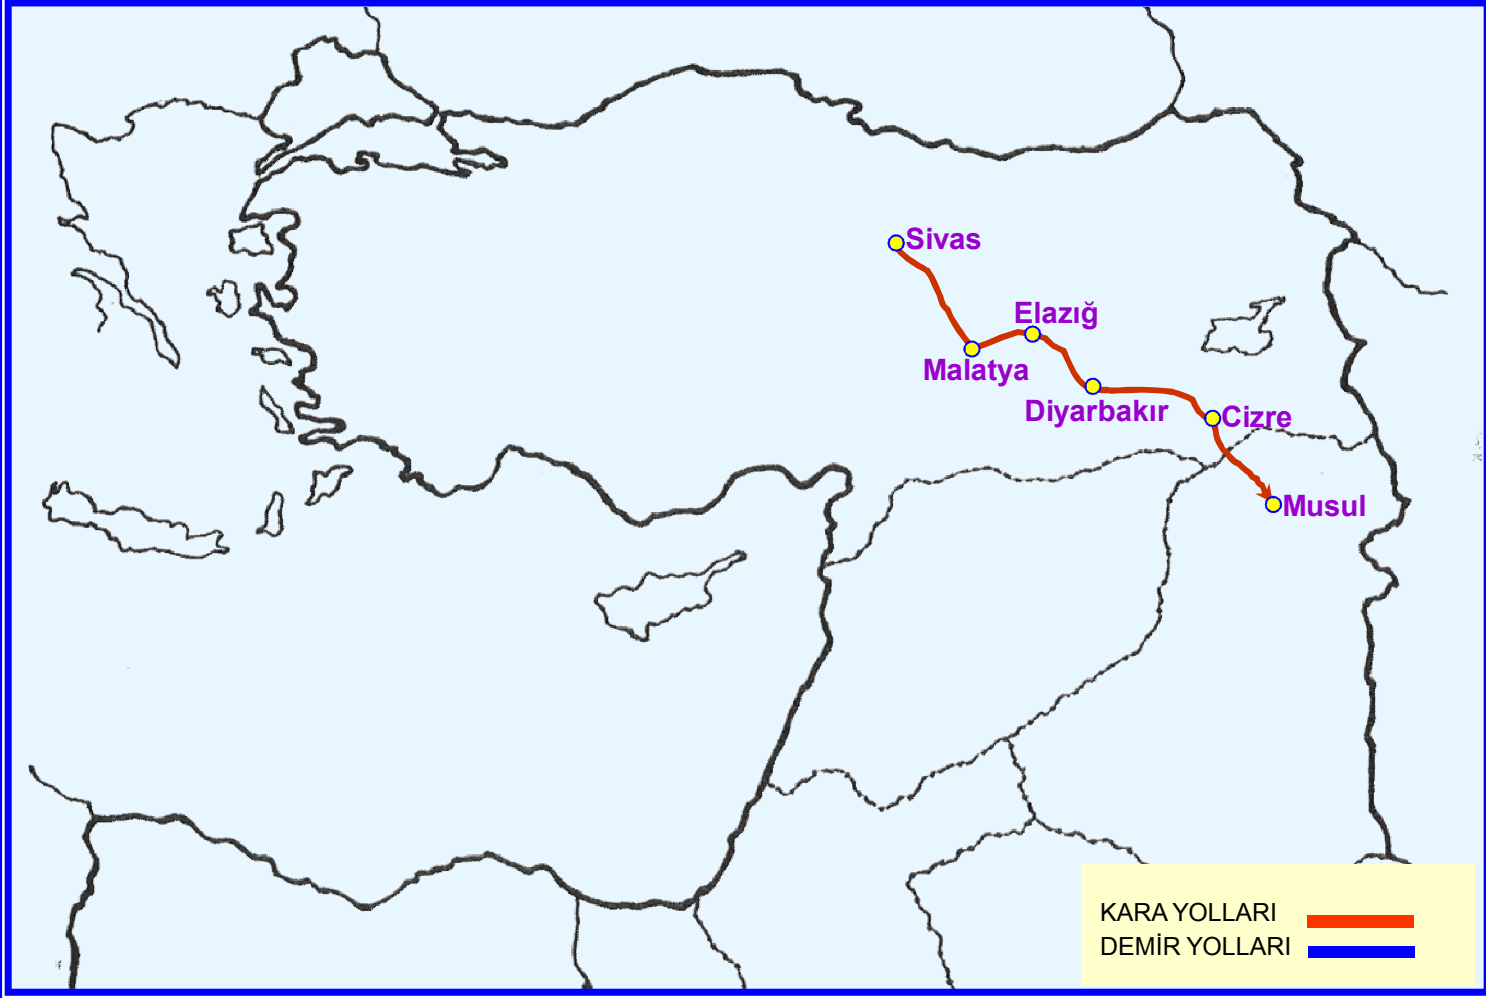 Sivas
Elazığ
Malatya
Diyarbakır
Cizre
Musul
KARA YOLLARI
DEMİR YOLLARI